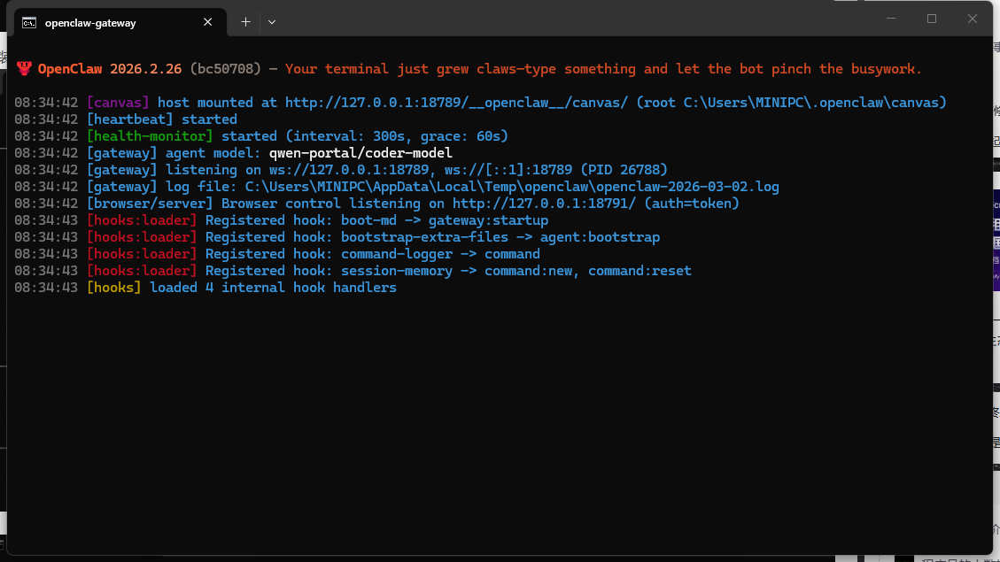 openclaw-gateway
OpenClaw 2026.2.26 (bc50708) — Your terminal just grew claws—type something and let the bot pinch the busywork.
08:34:42 [canvas] host mounted at http://127.0.0.1:18789/__openclaw__/canvas/ (root C:\Users\MINIPC\.openclaw\canvas)
08:34:42 [heartbeat] started
08:34:42 [health-monitor] started (interval: 300s, grace: 60s)
08:34:42 [gateway] agent model: qwen-portal/coder-model
08:34:42 [gateway] listening on ws://127.0.0.1:18789, ws://[::1]:18789 (PID 26788)
08:34:42 [gateway] log file: C:\Users\MINIPC\AppData\Local\Temp\openclaw\openclaw-2026-03-02.log
08:34:42 [browser/server] Browser control listening on http://127.0.0.1:18791/ (auth=token)
08:34:43 [hooks:loader] Registered hook: boot-md -> gateway:startup
08:34:43 [hooks:loader] Registered hook: bootstrap-extra-files -> agent:bootstrap
08:34:43 [hooks:loader] Registered hook: command-logger -> command
08:34:43 [hooks:loader] Registered hook: session-memory -> command:new, command:reset
08:34:43 [hooks] loaded 4 internal hook handlers